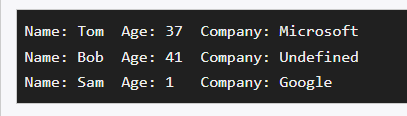 Name: Tom  Age: 37  Company: Microsoft
Name: Bob  Age: 41  Company: Undefined
Name: Sam  Age: 1   Company: Google